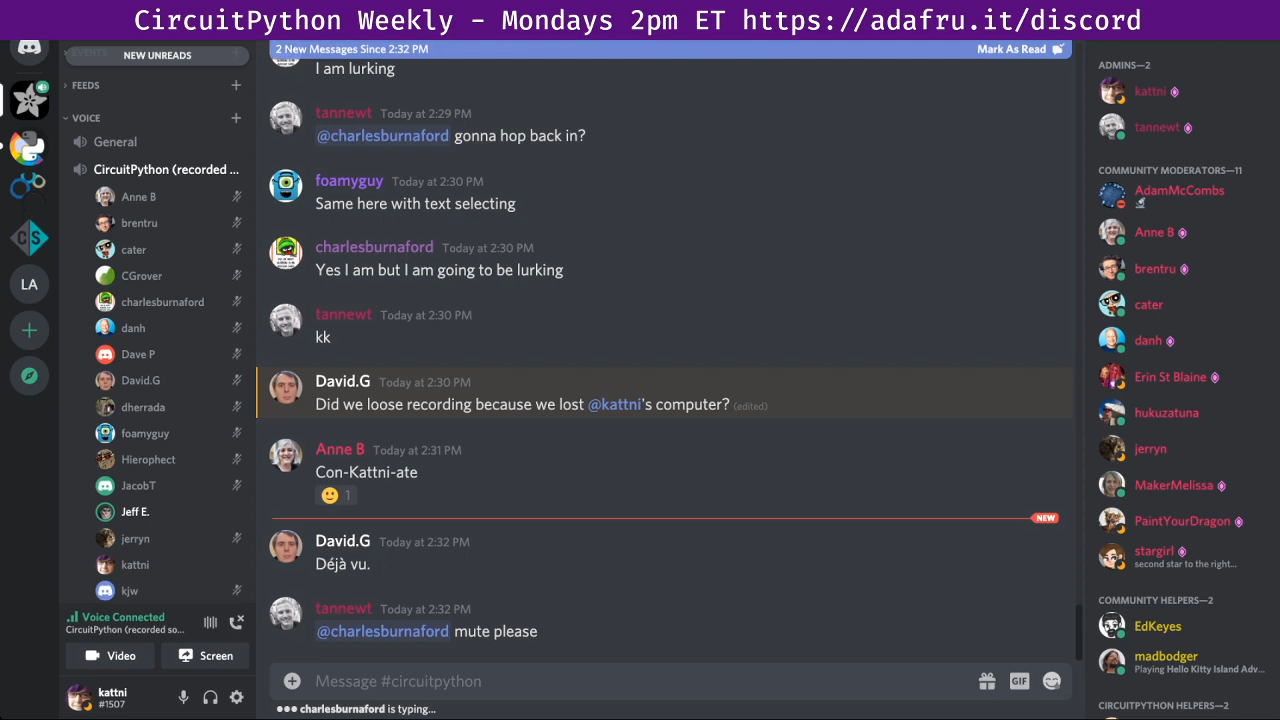 CircuitPython Weekly - Mondays 2pm ET https://adafru.it/discord
EVENTS
NEW UNREADS
FEEDS
VOICE
General
CircuitPython (recorded ...
Anne B
brentru
cater
CGrover
charlesburnaford
danh
Dave P
David.G
dherrada
foamyguy
Hierophect
JacobT
Jeff E.
jerryn
kattni
kjw
Voice Connected
CircuitPython (recorded so...
Video
Screen
kattni
#1507
CS
LA
2 New Messages Since 2:32 PM
Mark As Read
I am lurking
tannewt Today at 2:29 PM
@charlesburnaford gonna hop back in?
foamyguy Today at 2:30 PM
Same here with text selecting
charlesburnaford Today at 2:30 PM
Yes I am but I am going to be lurking
tannewt Today at 2:30 PM
kk
David.G Today at 2:30 PM
Did we loose recording because we lost @kattni's computer? (edited)
Anne B Today at 2:31 PM
Con-Kattni-ate
1
NEW
David.G Today at 2:32 PM
Déjà vu.
tannewt Today at 2:32 PM
@charlesburnaford mute please
Message #circuitpython
GIF
charlesburnaford is typing...
ADMINS—2
kattni
tannewt
COMMUNITY MODERATORS—11
AdamMcCombs
Anne B
brentru
cater
danh
Erin St Blaine
hukuzatuna
jerryn
MakerMelissa
PaintYourDragon
stargirl
second star to the right...
COMMUNITY HELPERS—2
EdKeyes
madbodger
Playing Hello Kitty Island Adv...
CIRCUITPYTHON HELPERS—2